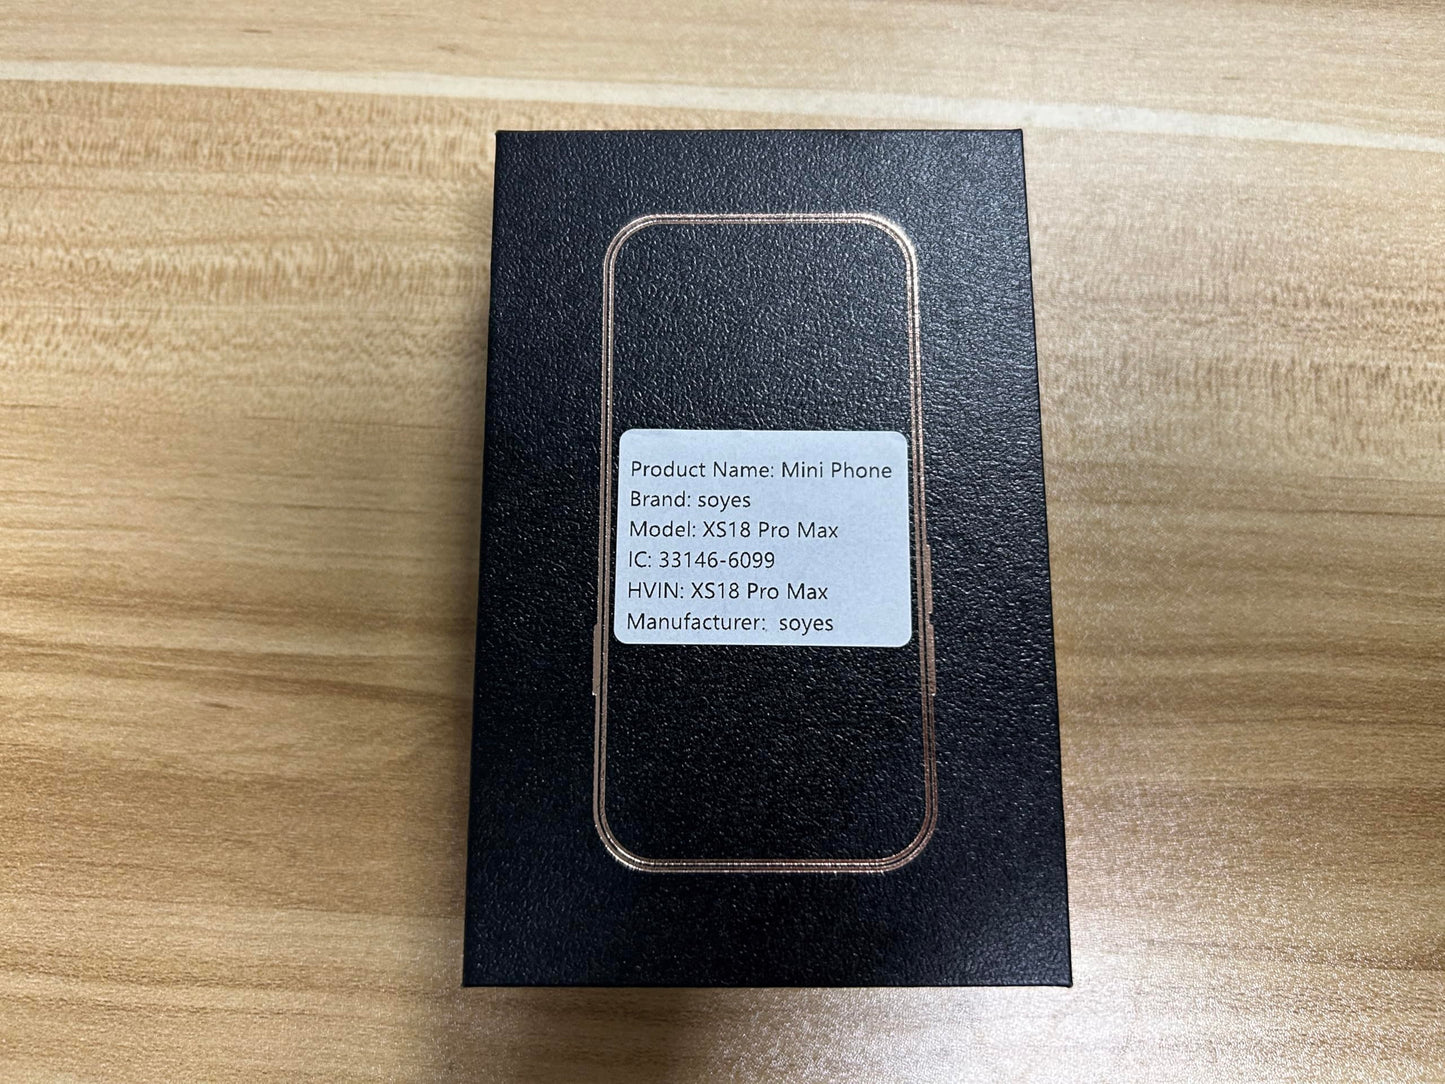 Product Name: Mini Phone
Brand: soyes
Model: XS18 Pro Max
IC: 33146-6099
HVIN: XS18 Pro Max
Manufacturer: soyes